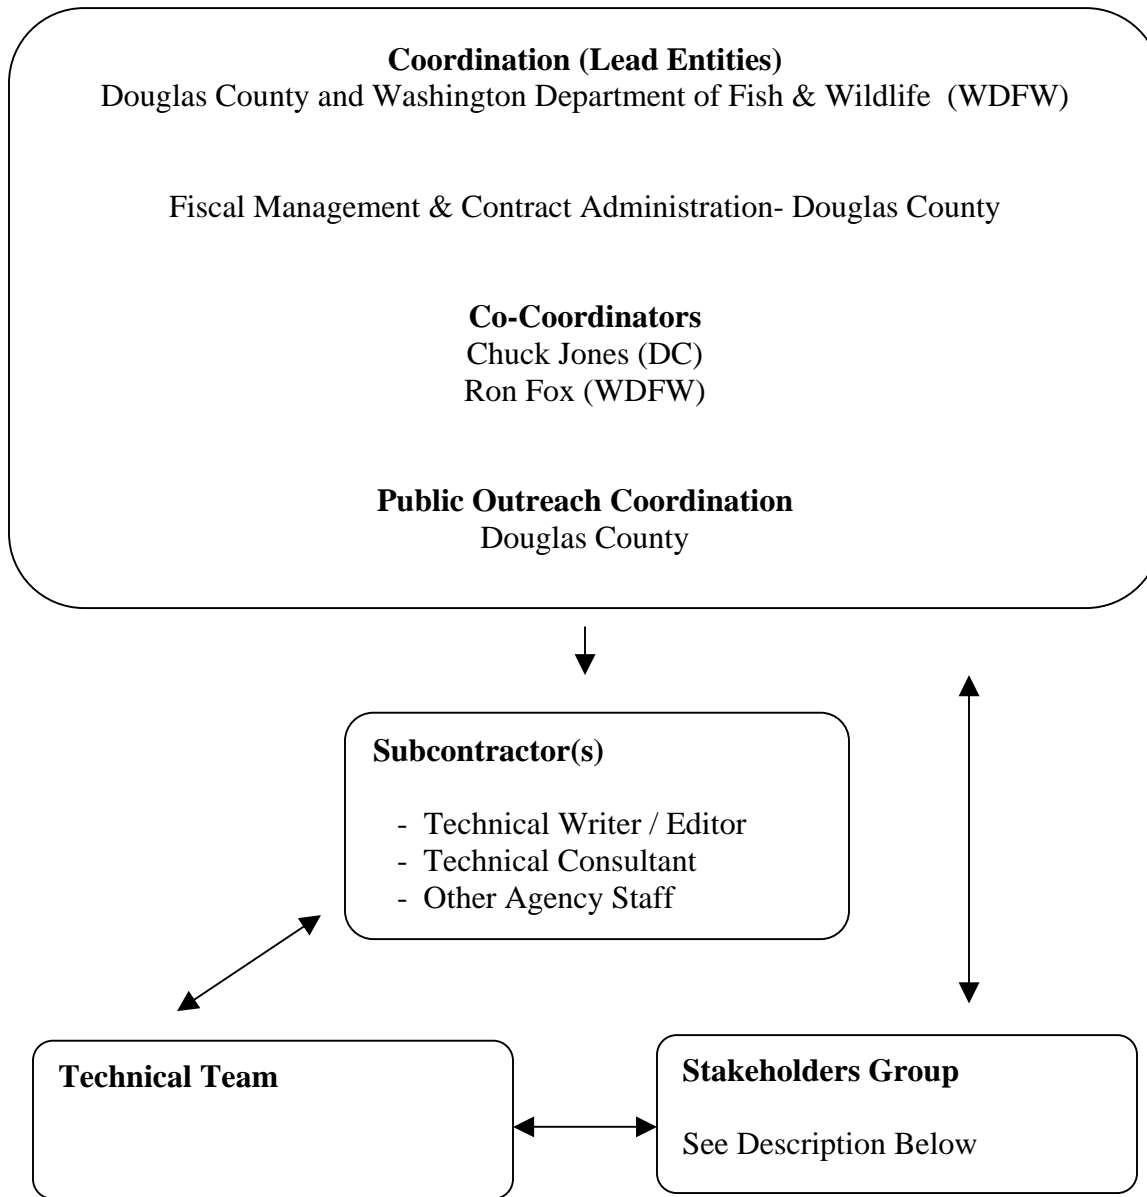 Coordination (Lead Entities)
Douglas County and Washington Department of Fish & Wildlife (WDFW)
Fiscal Management & Contract Administration- Douglas County
Co-Coordinators
Chuck Jones (DC)
Ron Fox (WDFW)
Public Outreach Coordination
Douglas County
Subcontractor(s)
- Technical Writer / Editor
- Technical Consultant
- Other Agency Staff
Technical Team
Stakeholders Group
See Description Below